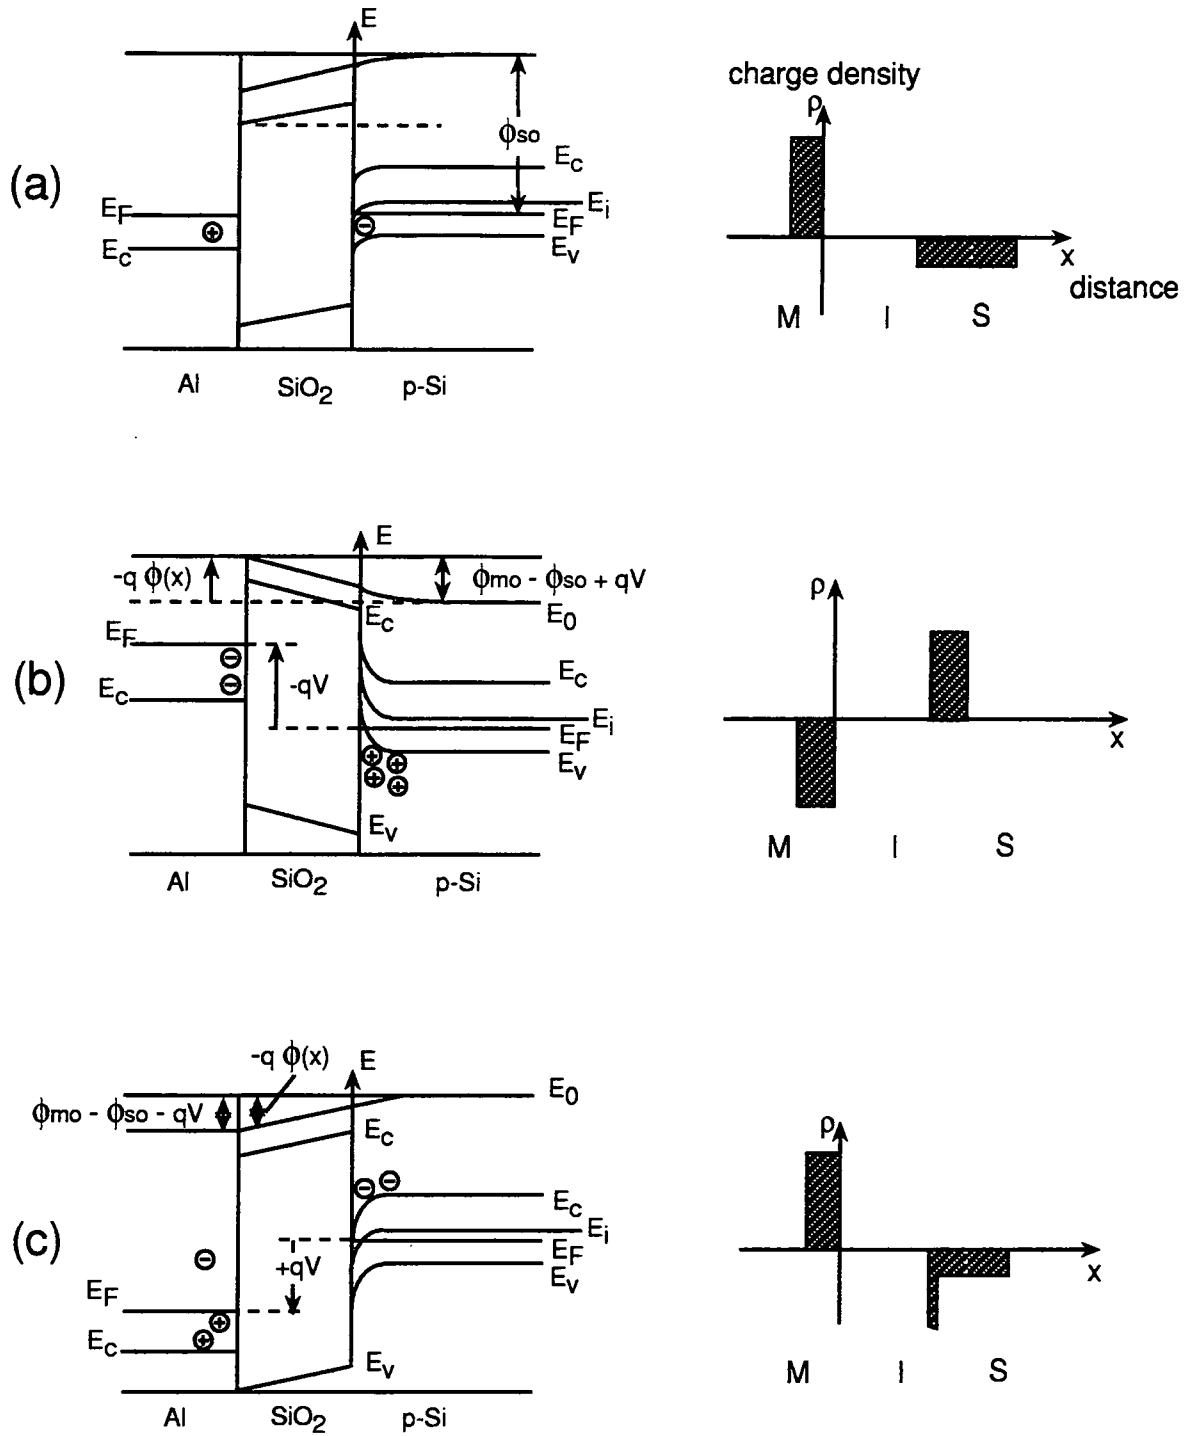 E
charge density
ρ
ϕso
(a)
Ec
EF
Ei
EF
Ec
Ev
x
distance
M I S
Al SiO2 p-Si
E
-q ϕ(x)
ϕmo - ϕso + qV
ρ
Ec
E0
EF
(b)
-qV
Ec
Ec
Ei
EF
Ev
x
Ev
M I S
Al SiO2 p-Si
-q ϕ(x)
E
E0
ϕmo - ϕso - qV
Ec
ρ
Ec
(c)
Ei
EF
+qV
Ev
x
EF
Ec
Ev
M I S
Al SiO2 p-Si